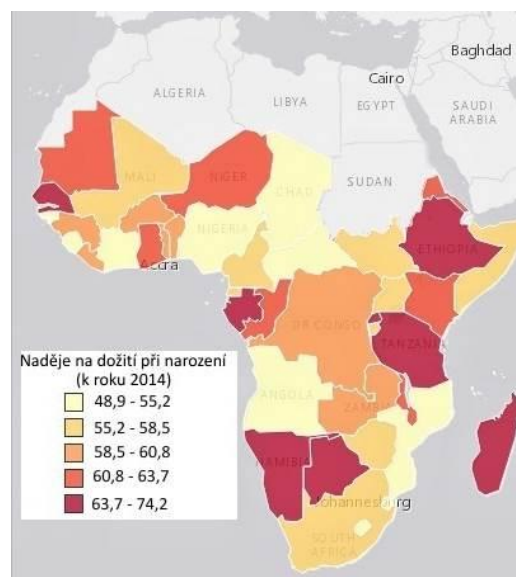 Baghdad
Cairo
ALGERIA
LIBYA
EGYPT
SAUDI
ARABIA
MALI
NIGER
CHAD
SUDAN
NIGERIA
ETHIOPIA
Accra
DR CONGO
TANZANIA
Naděje na dožití při narození
(k roku 2014)
48,9 - 55,2
55,2 - 58,5
58,5 - 60,8
60,8 - 63,7
63,7 - 74,2
ANGOLA
ZAMBIA
NAMIBIA
Johannesburg
SOUTH
AFRICA